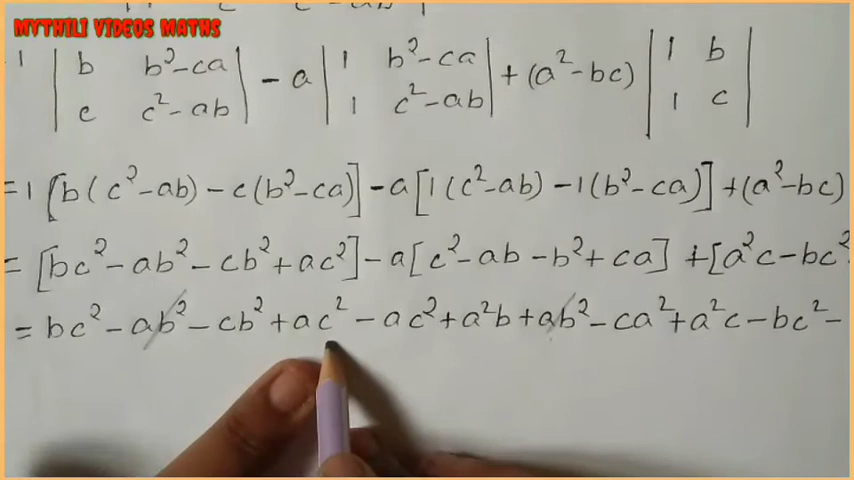 MYTHILI VIDEOS MATHS
1 | b b²-ca | - a | 1 b²-ca | + (a²-bc) | 1 b |
| c c²-ab | | 1 c²-ab | | 1 c |
=1 [b(c²-ab) - c(b²-ca)] - a[1(c²-ab) - 1(b²-ca)] + (a²-bc)
= [bc² - ab² - cb² + ac²] - a[c² - ab - b² + ca] + [a²c - bc²
= bc² - ab² - cb² + ac² - ac² + a²b + ab² - ca² + a²c - bc² -